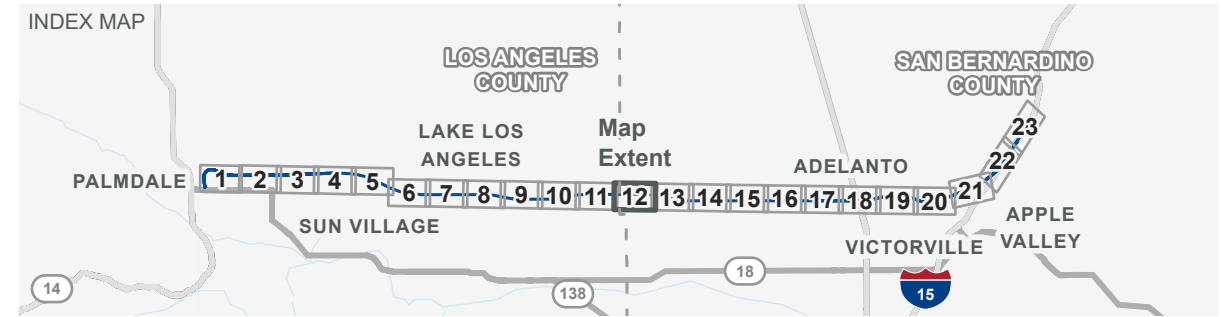 INDEX MAP
LOS ANGELES
COUNTY
SAN BERNARDINO
COUNTY
LAKE LOS
ANGELES
Map
Extent
ADELANTO
PALMDALE
1 2 3 4 5 6 7 8 9 10 11 12 13 14 15 16 17 18 19 20 21 22 23
SUN VILLAGE
APPLE
VALLEY
VICTORVILLE
14
138
18
15